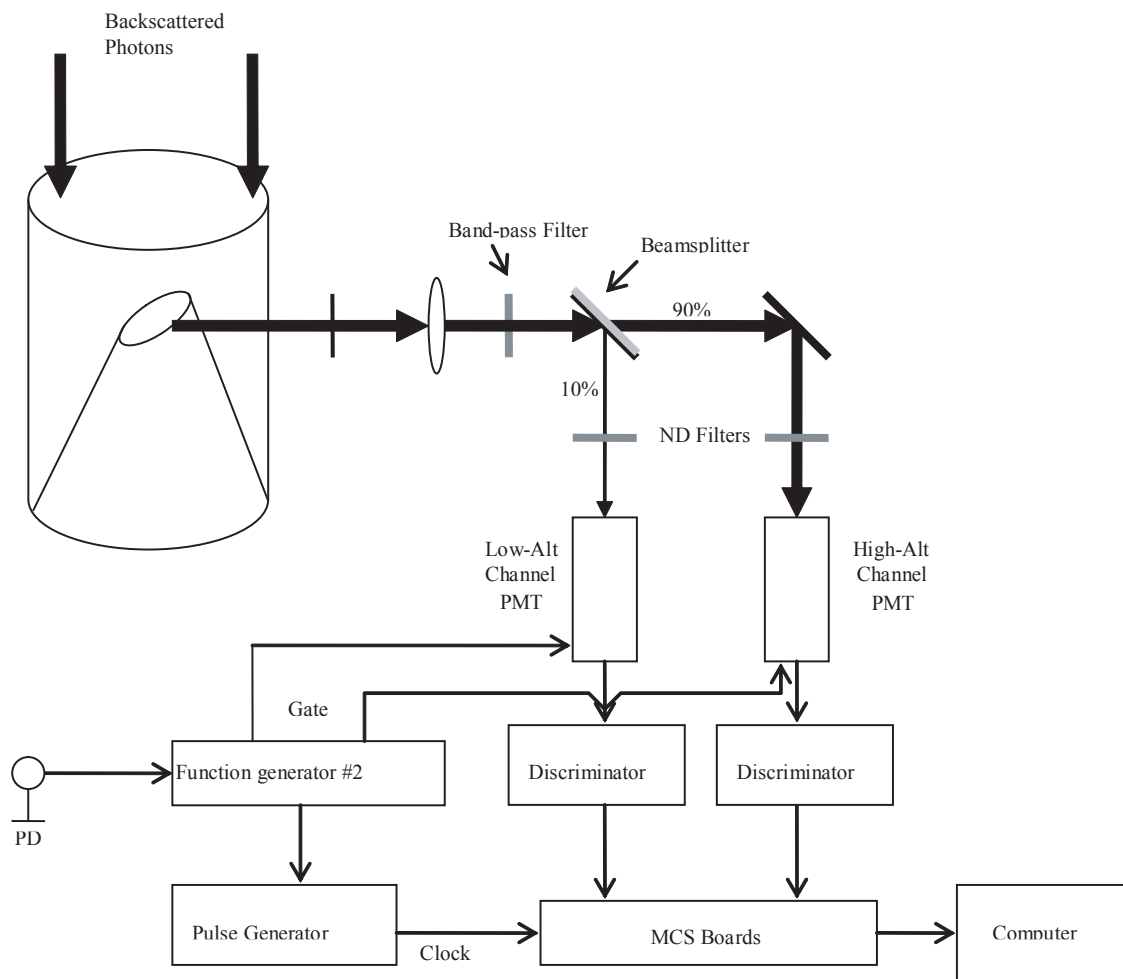 Backscattered
Photons
Band-pass Filter
Beamsplitter
90%
10%
ND Filters
Low-Alt
Channel
PMT
High-Alt
Channel
PMT
Gate
Function generator #2
Discriminator
Discriminator
PD
Pulse Generator
Clock
MCS Boards
Computer